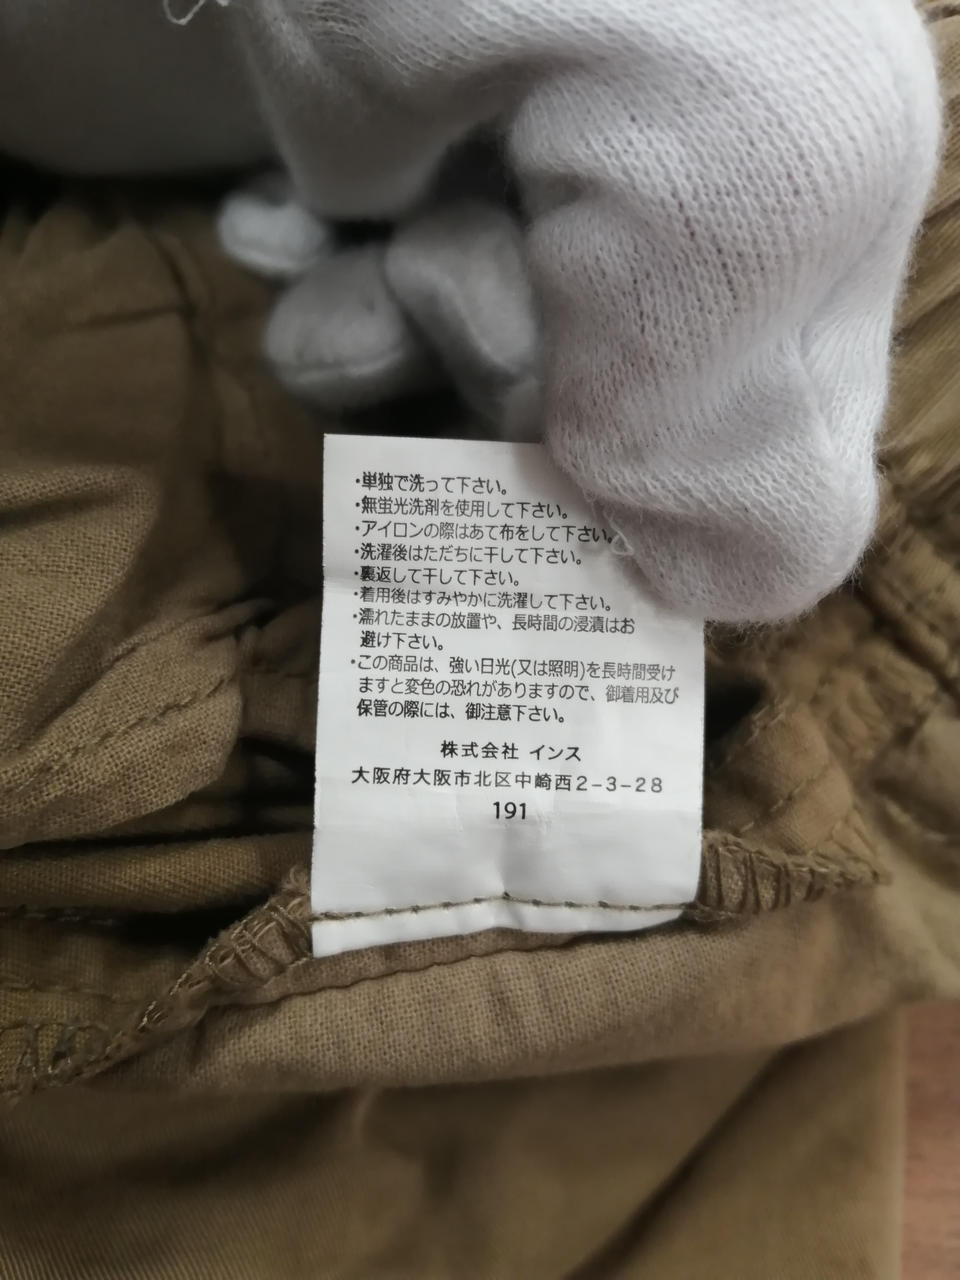 ・単独で洗って下さい。
・無蛍光洗剤を使用して下さい。
・アイロンの際はあて布をして下さい。
・洗濯後はただちに干して下さい。
・裏返して干して下さい。
・着用後はすみやかに洗濯して下さい。
・濡れたままの放置や、長時間の浸漬はお
避け下さい。
・この商品は、強い日光(又は照明)を長時間受け
ますと変色の恐れがありますので、御着用及び
保管の際には、御注意下さい。
株式会社 インス
大阪府大阪市北区中崎西2-3-28
191